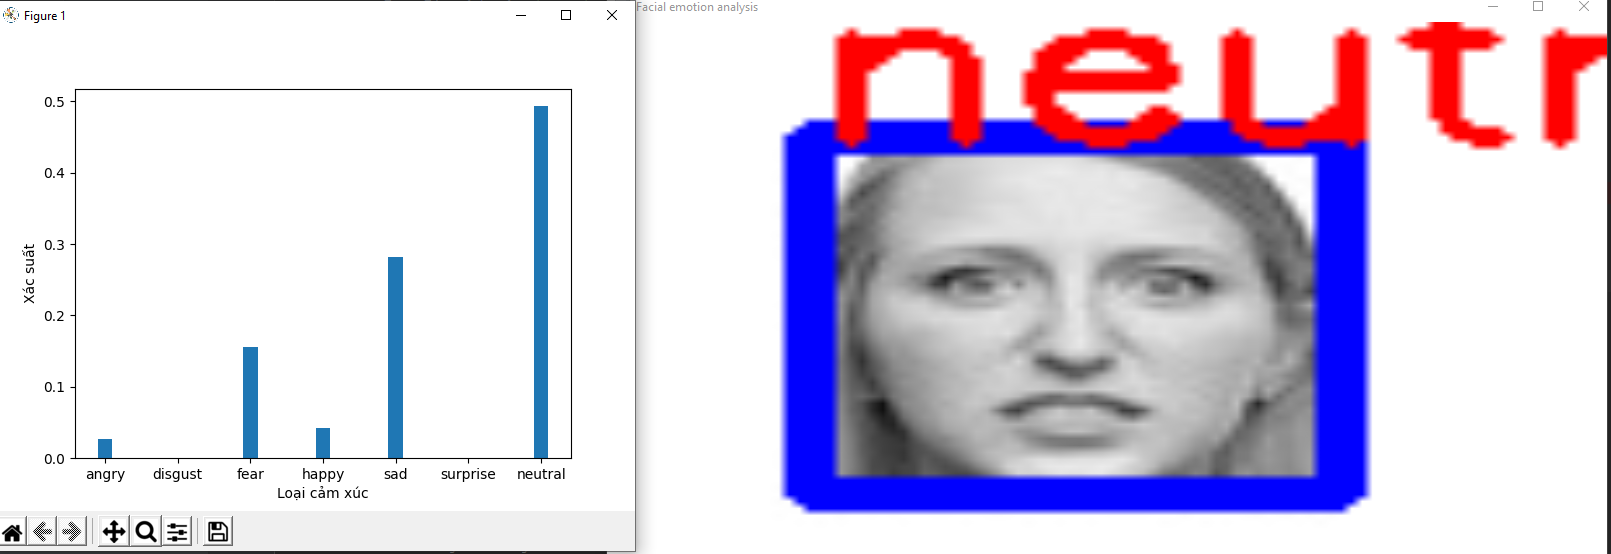 Figure 1
0.5
0.4
0.3
0.2
0.1
0.0
Xác suất
angry disgust fear happy sad surprise neutral
Loại cảm xúc
Facial emotion analysis
neutr